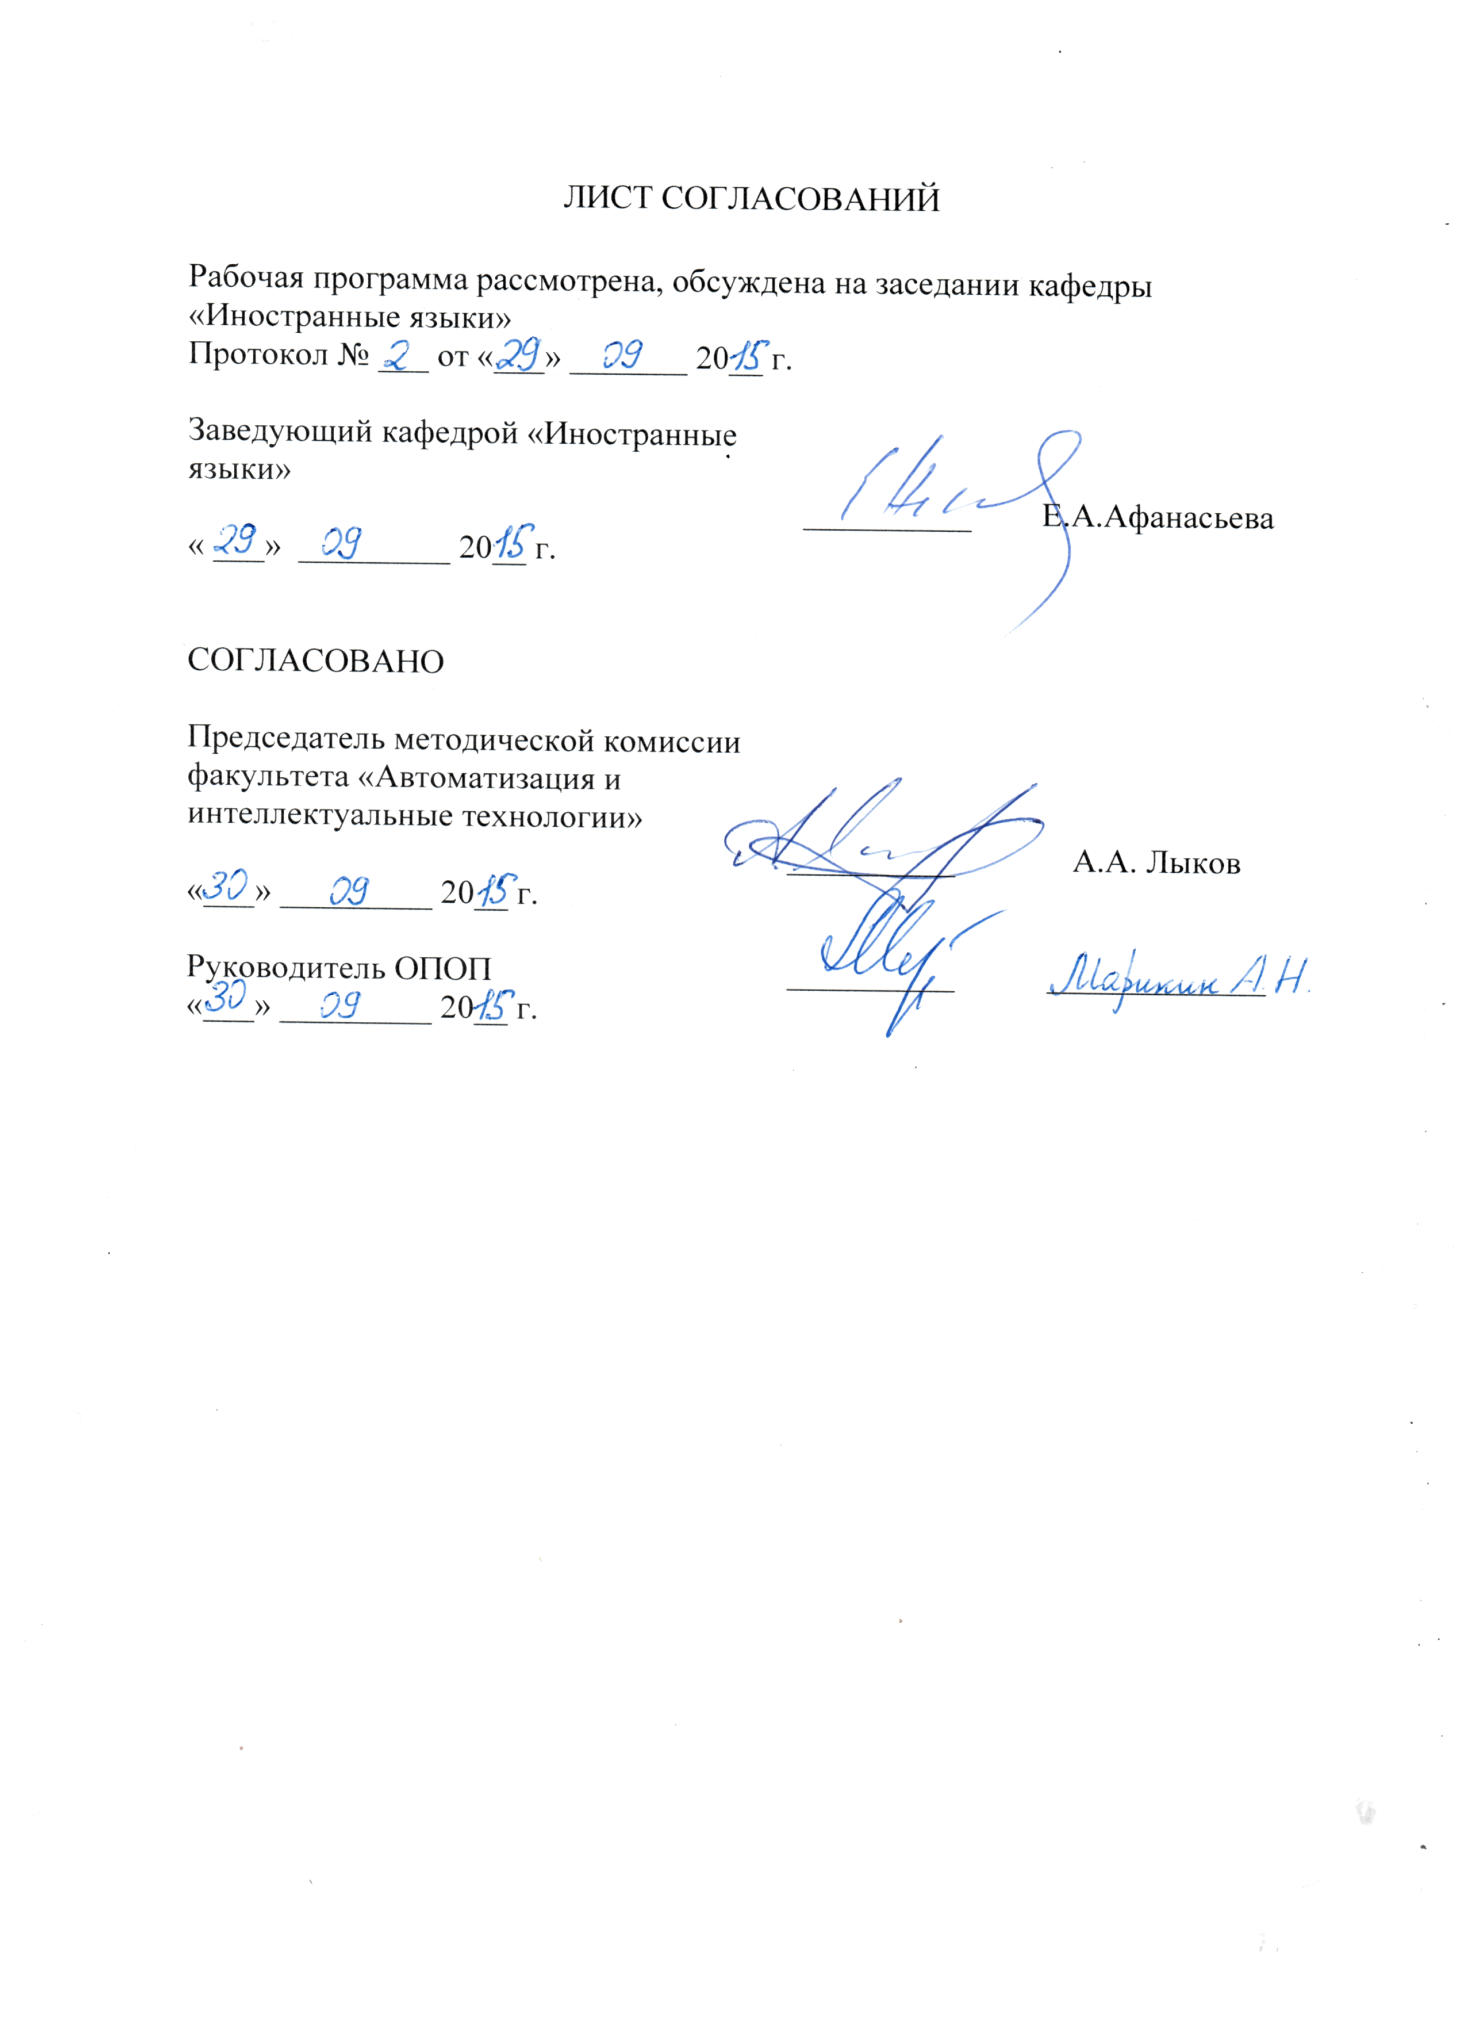 ЛИСТ СОГЛАСОВАНИЙ
Рабочая программа рассмотрена, обсуждена на заседании кафедры
«Иностранные языки»
Протокол № 2 от «29» 09 2015 г.
Заведующий кафедрой «Иностранные
языки»
Е.А.Афанасьева
« 29» 09 2015 г.
СОГЛАСОВАНО
Председатель методической комиссии
факультета «Автоматизация и
интеллектуальные технологии»
А.А. Лыков
«30» 09 2015 г.
Руководитель ОПОП
Марикин А.Н.
«30» 09 2015 г.